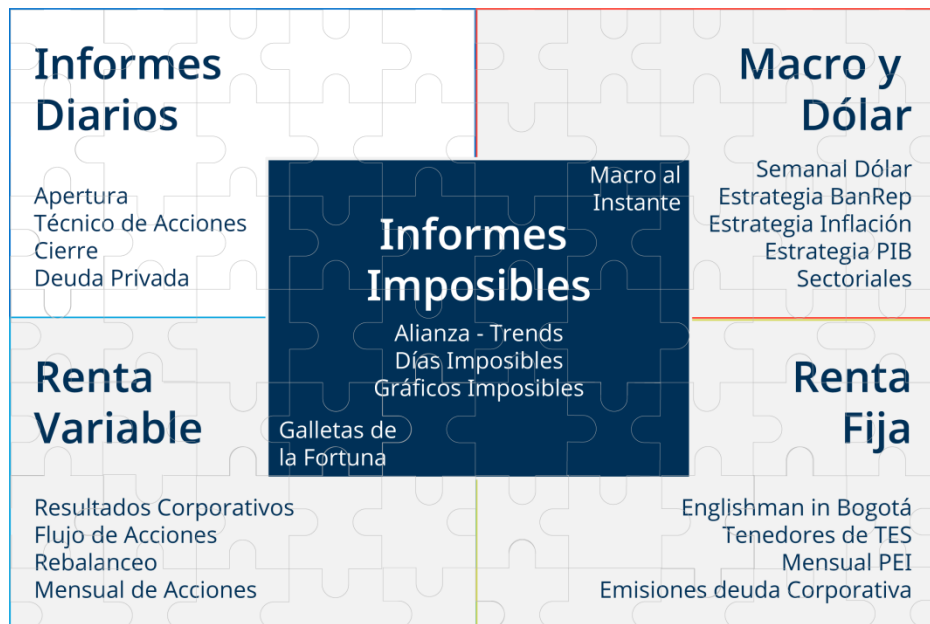 Informes
Diarios
Apertura
Técnico de Acciones
Cierre
Deuda Privada
Macro y
Dólar
Semanal Dólar
Estrategia BanRep
Estrategia Inflación
Estrategia PIB
Sectoriales
Macro al
Instante
Informes
Imposibles
Alianza - Trends
Días Imposibles
Gráficos Imposibles
Galletas de
la Fortuna
Renta
Variable
Resultados Corporativos
Flujo de Acciones
Rebalanceo
Mensual de Acciones
Renta
Fija
Englishman in Bogotá
Tenedores de TES
Mensual PEI
Emisiones deuda Corporativa